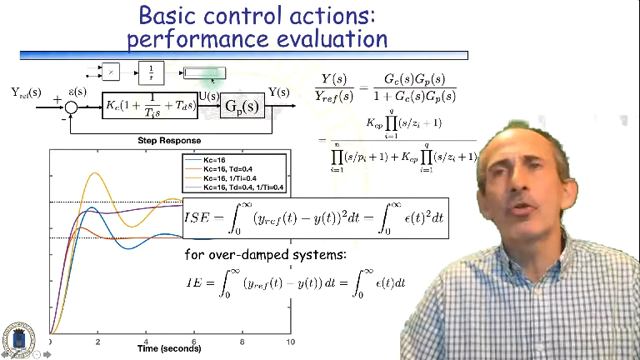 Basic control actions:
performance evaluation
× 1/r
Y_ref(s) + ε(s) K_c(1 + 1/(T_i s) + T_d s) U(s) G_p(s) Y(s)
-
Y(s)/Y_ref(s) = G_c(s)G_p(s)/(1 + G_c(s)G_p(s))
= K_cp ∏_{i=1}^{q}(s/z_i + 1) / (∏_{i=1}^{n}(s/p_i + 1) + K_cp ∏_{i=1}^{q}(s/z_i + 1))
Step Response
Kc=16
Kc=16, Td=0.4
Kc=16, 1/Ti=0.4
Kc=16, Td=0.4, 1/Ti=0.4
ISE = ∫_0^∞ (y_ref(t) − y(t))² dt = ∫_0^∞ ε(t)² dt
for over-damped systems:
IE = ∫_0^∞ (y_ref(t) − y(t)) dt = ∫_0^∞ ε(t) dt
0 2 4 6 8 10
Time (seconds)